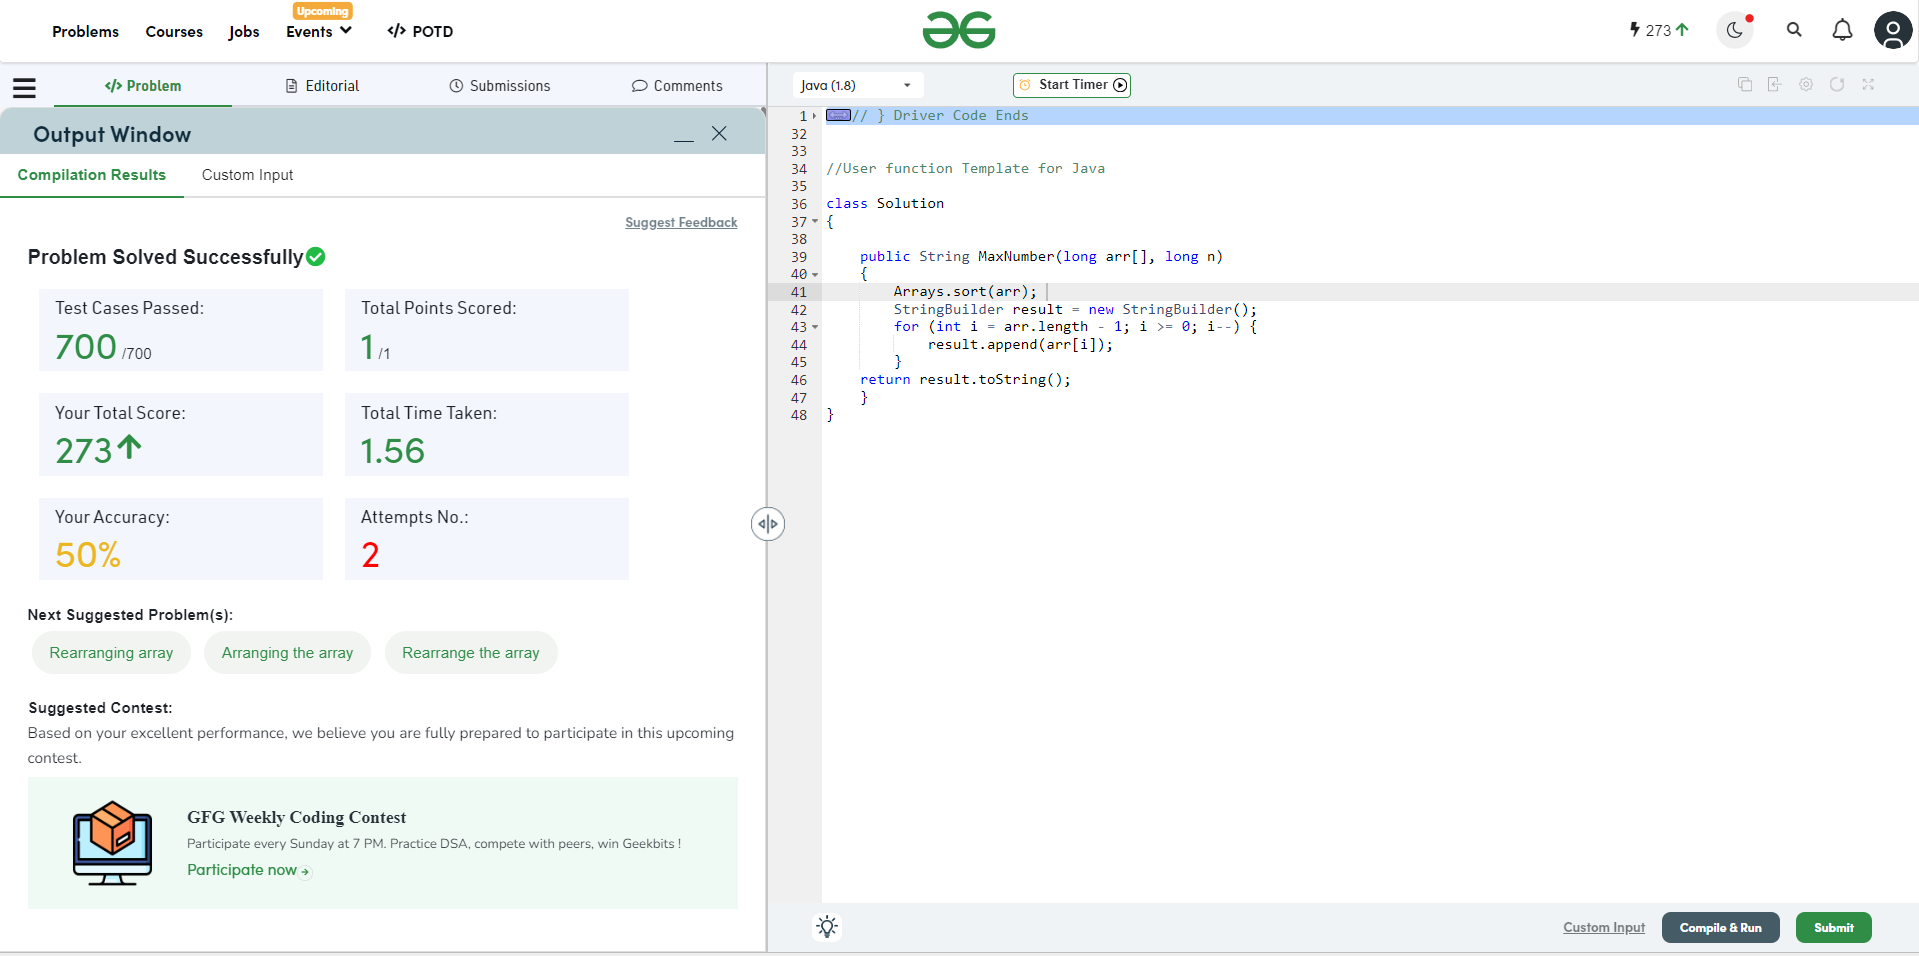 Problems Courses Jobs Upcoming Events </> POTD 273
</> Problem Editorial Submissions Comments
Output Window
Compilation Results Custom Input
Suggest Feedback
Problem Solved Successfully
Test Cases Passed: Total Points Scored:
700 /700 1 /1
Your Total Score: Total Time Taken:
273 1.56
Your Accuracy: Attempts No.:
50% 2
Next Suggested Problem(s):
Rearranging array Arranging the array Rearrange the array
Suggested Contest:
Based on your excellent performance, we believe you are fully prepared to participate in this upcoming
contest.
GFG Weekly Coding Contest
Participate every Sunday at 7 PM. Practice DSA, compete with peers, win Geekbits !
Participate now
Java (1.8) Start Timer
1 // } Driver Code Ends
32
33
34 //User function Template for Java
35
36 class Solution
37 {
38
39     public String MaxNumber(long arr[], long n)
40     {
41         Arrays.sort(arr);
42         StringBuilder result = new StringBuilder();
43         for (int i = arr.length - 1; i >= 0; i--) {
44             result.append(arr[i]);
45         }
46     return result.toString();
47     }
48 }
Custom Input Compile & Run Submit